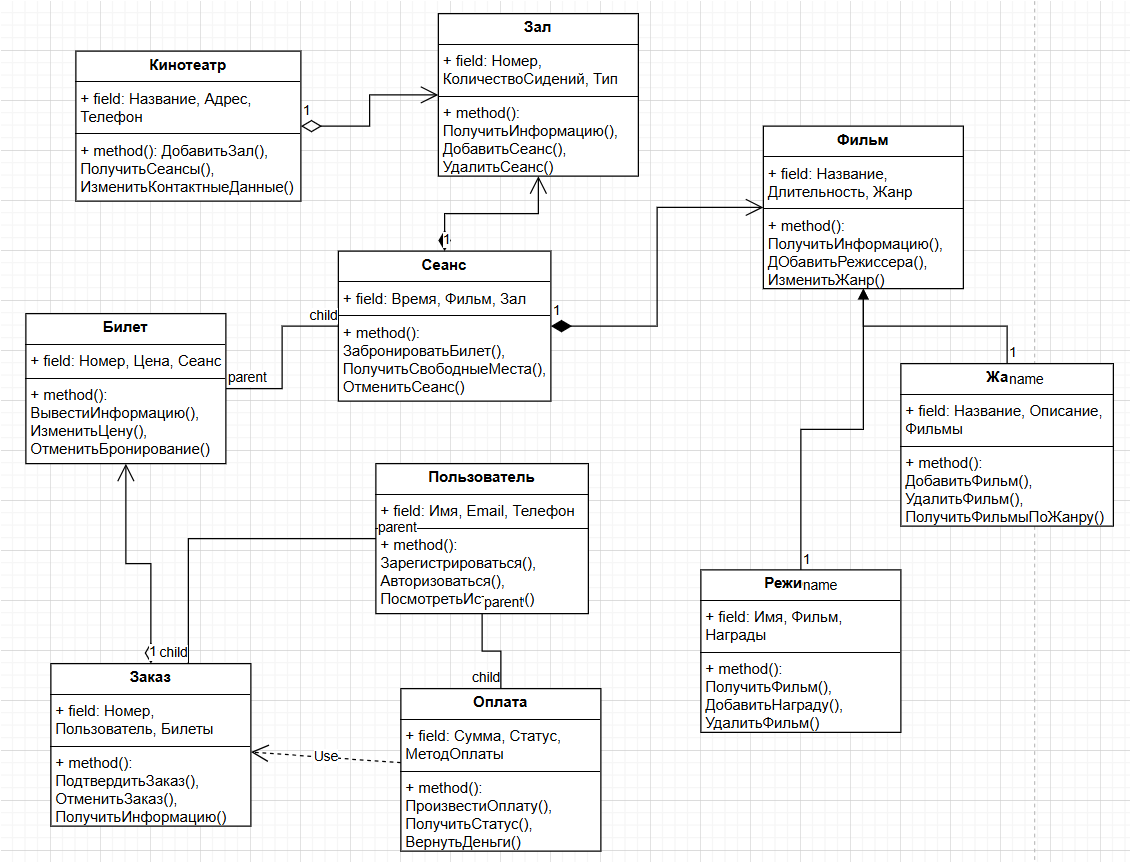 Зал
+ field: Номер,
КоличествоСидений, Тип
+ method():
ПолучитьИнформацию(),
ДобавитьСеанс(),
УдалитьСеанс()
Кинотеатр
+ field: Название, Адрес,
Телефон
+ method(): ДобавитьЗал(),
ПолучитьСеансы(),
ИзменитьКонтактныеДанные()
1
Фильм
+ field: Название,
Длительность, Жанр
+ method():
ПолучитьИнформацию(),
ДОбавитьРежиссера(),
ИзменитьЖанр()
1
Сеанс
+ field: Время, Фильм, Зал
+ method():
ЗабронироватьБилет(),
ПолучитьСвободныеМеста(),
ОтменитьСеанс()
child
1
Билет
+ field: Номер, Цена, Сеанс
+ method():
ВывестиИнформацию(),
ИзменитьЦену(),
ОтменитьБронирование()
parent
1
Жа name
+ field: Название, Описание,
Фильмы
+ method():
ДобавитьФильм(),
УдалитьФильм(),
ПолучитьФильмыПоЖанру()
Пользователь
+ field: Имя, Email, Телефон
parent
+ method():
Зарегистрироваться(),
Авторизоваться(),
ПосмотретьИс parent ()
1
Режи name
+ field: Имя, Фильм,
Награды
+ method():
ПолучитьФильм(),
ДобавитьНаграду(),
УдалитьФильм()
1 child
Заказ
+ field: Номер,
Пользователь, Билеты
+ method():
ПодтвердитьЗаказ(),
ОтменитьЗаказ(),
ПолучитьИнформацию()
child
Оплата
+ field: Сумма, Статус,
МетодОплаты
+ method():
ПроизвестиОплату(),
ПолучитьСтатус(),
ВернутьДеньги()
Use